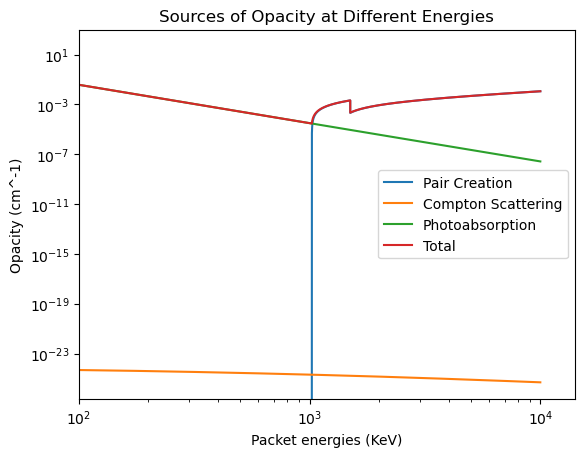 Sources of Opacity at Different Energies
10^1
10^-3
10^-7
10^-11
10^-15
10^-19
10^-23
Opacity (cm^-1)
Pair Creation
Compton Scattering
Photoabsorption
Total
10^2
10^3
10^4
Packet energies (KeV)